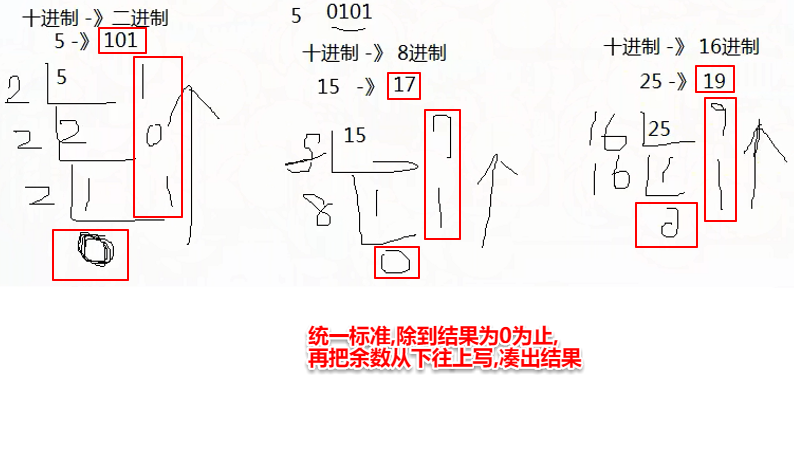 十进制 -》二进制
5 -》 101
2 5 1
2 2 0
2 1 1
0
5 0101
十进制 -》 8进制
15 -》 17
8 15 7
8 1 1
0
十进制 -》 16进制
25 -》 19
16 25 9
16 1 1
0
统一标准,除到结果为0为止,
再把余数从下往上写,凑出结果